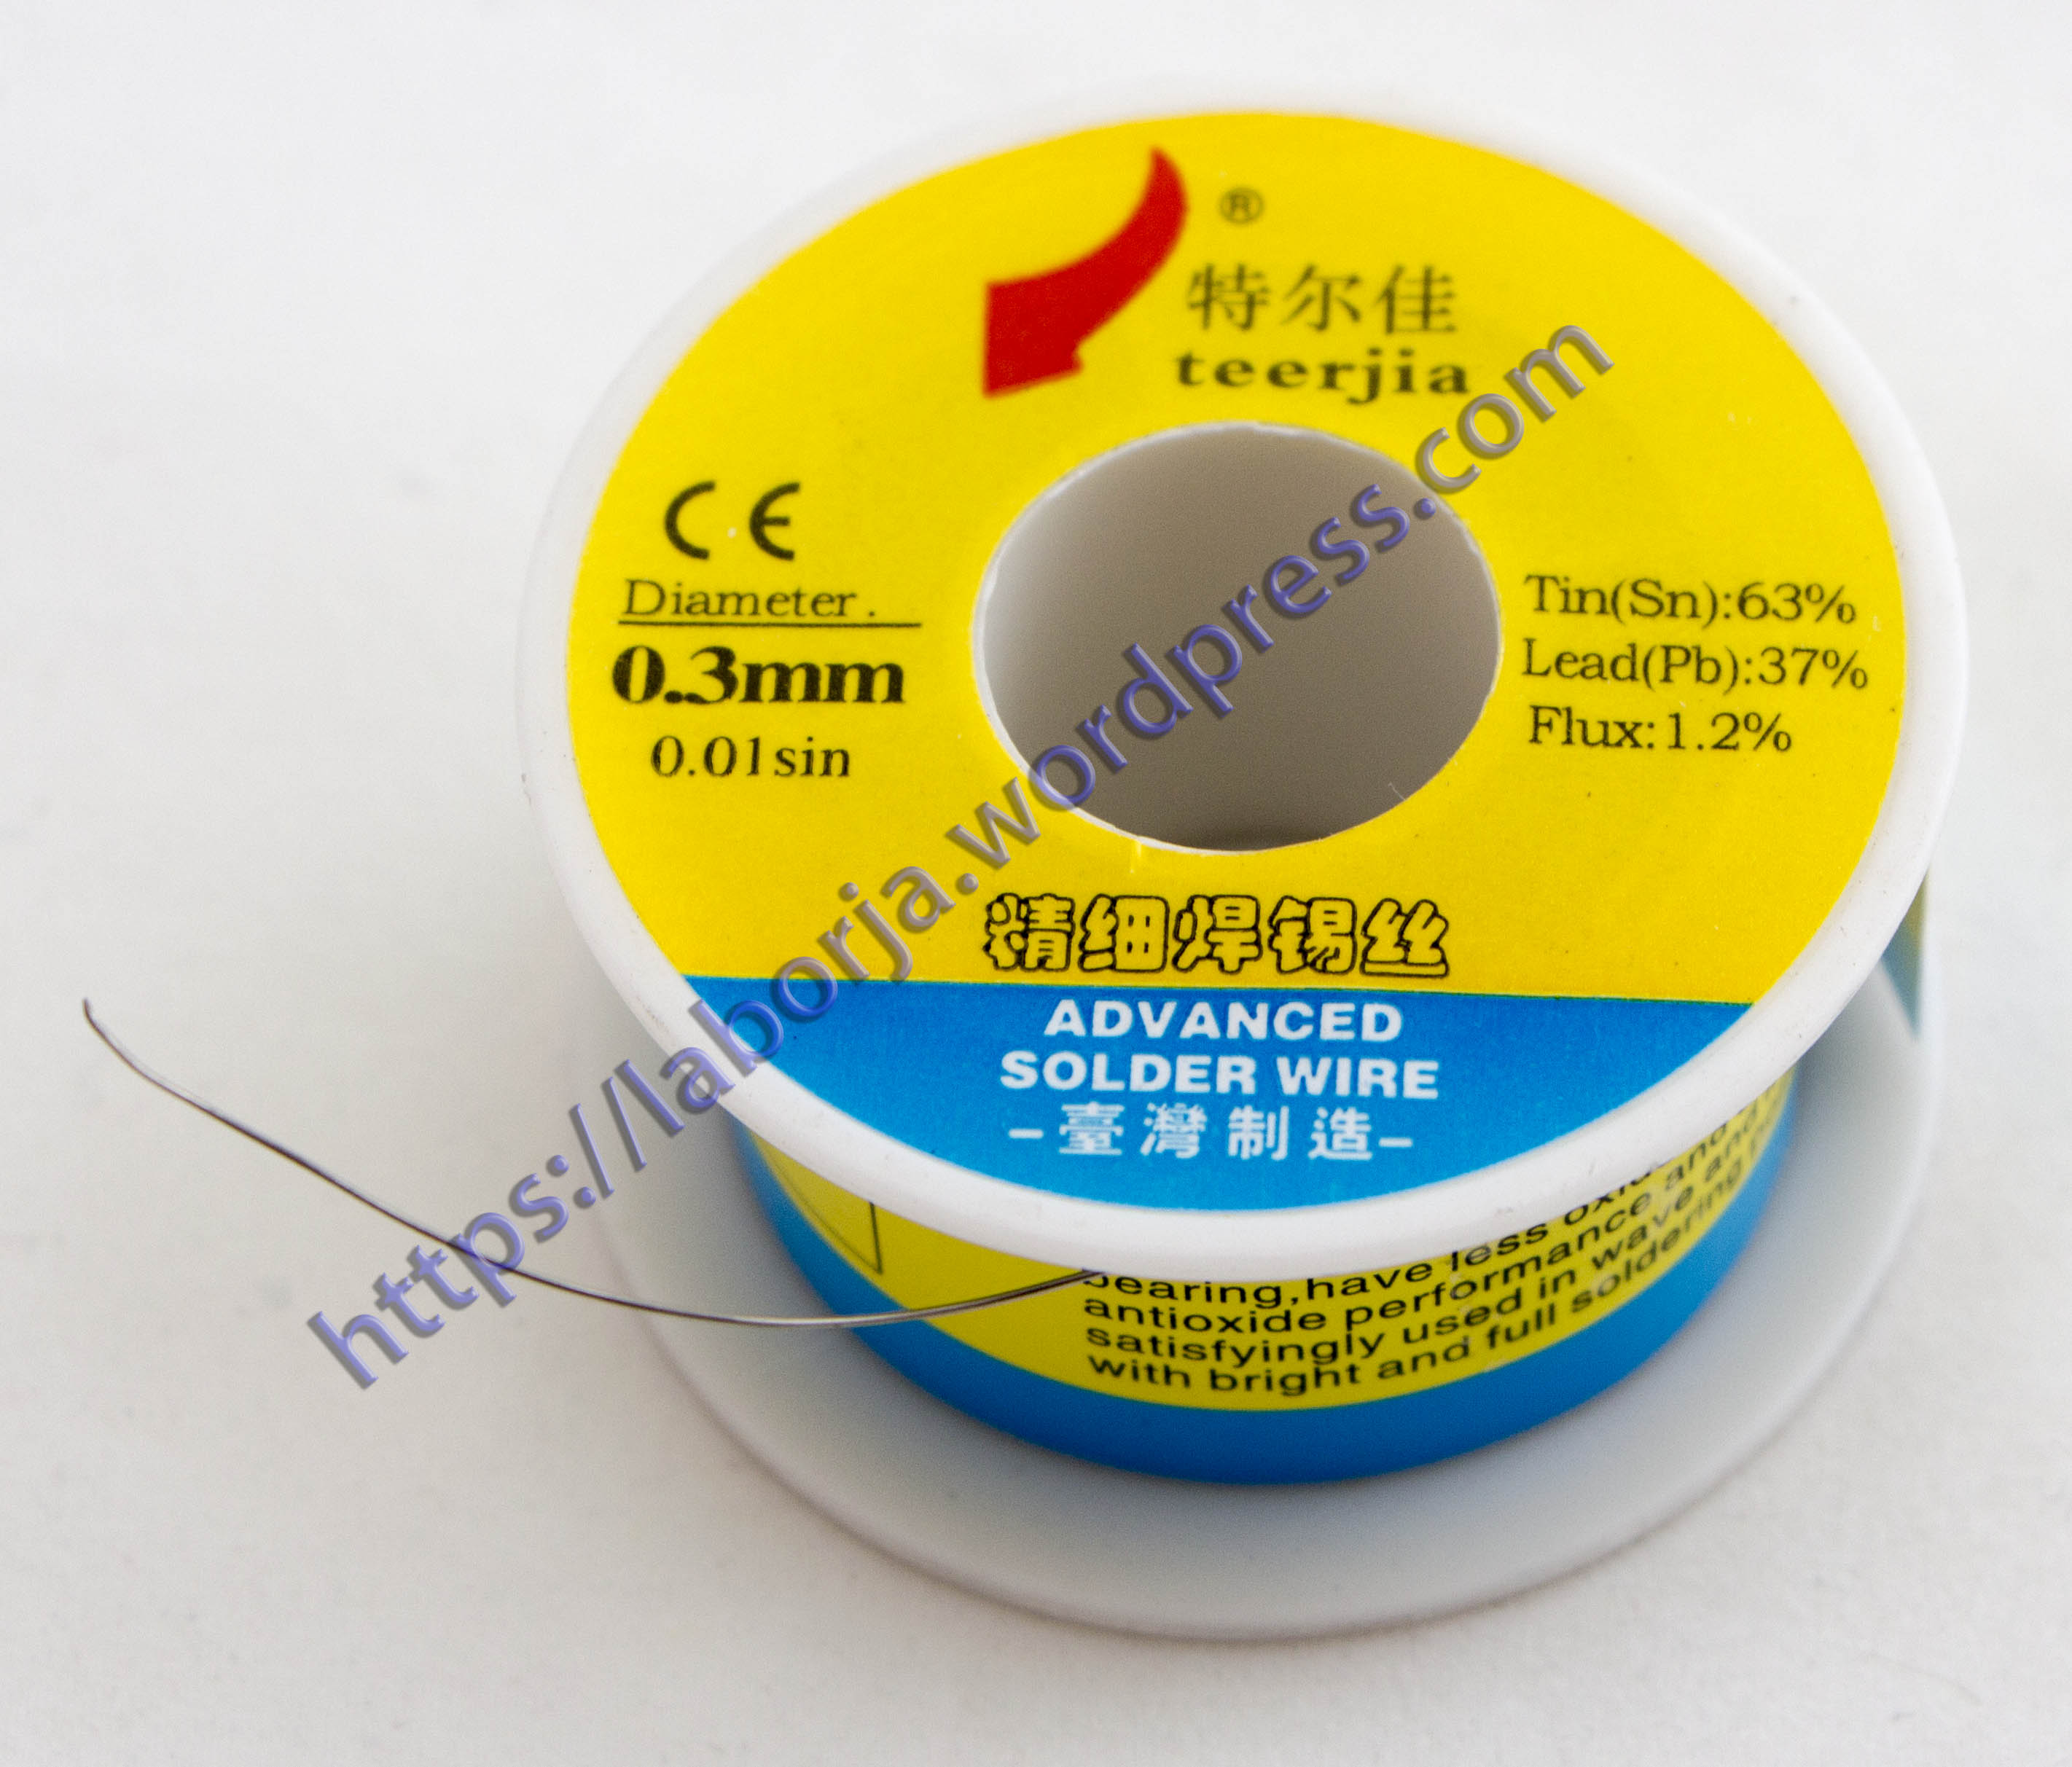 ®
特尔佳
teerjia
CE
Diameter.
0.3mm
0.01sin
Tin(Sn):63%
Lead(Pb):37%
Flux:1.2%
精细焊锡丝
ADVANCED
SOLDER WIRE
-臺灣制造-
bearing,have less
antioxide performance and
satisfyingly used in wave and
with bright and full soldering
https://laborja.wordpress.com